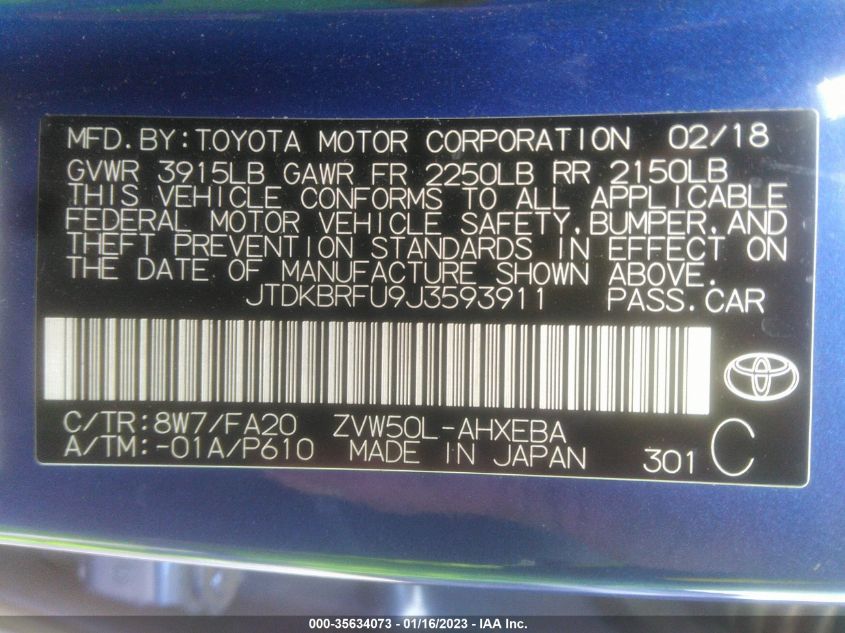 MFD. BY: TOYOTA MOTOR CORPORATION 02/18
GVWR 3915LB GAWR FR 2250LB RR 2150LB
THIS VEHICLE CONFORMS TO ALL APPLICABLE
FEDERAL MOTOR VEHICLE SAFETY, BUMPER, AND
THEFT PREVENTION STANDARDS IN EFFECT ON
THE DATE OF MANUFACTURE SHOWN ABOVE.
JTDKBRFU9J3593911 PASS. CAR
C/TR: 8W7/FA20 ZVW50L-AHXEBA
A/TM: -01A/P610 MADE IN JAPAN 301 C
000-35634073 - 01/16/2023 - IAA Inc.